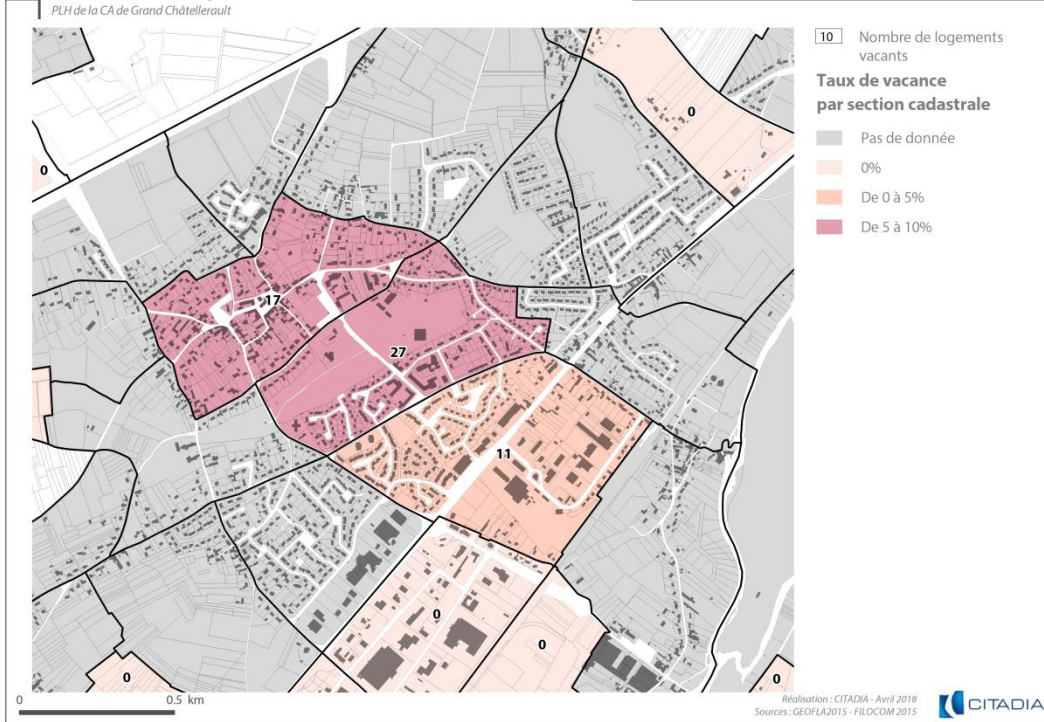 PLH de la CA de Grand Châtellerault
10 Nombre de logements
vacants
Taux de vacance
par section cadastrale
Pas de donnée
0%
De 0 à 5%
De 5 à 10%
0
0
17
27
11
0
0
0
0
0 0.5 km
Réalisation : CITADIA - Avril 2018
Sources : GEOFLA2015 - FILOCOM 2015
CITADIA